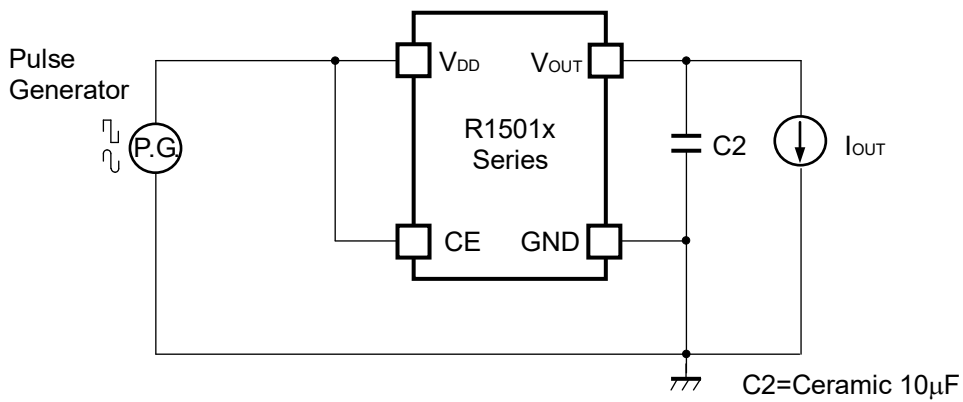 Pulse
Generator
P.G.
VDD
VOUT
R1501x
Series
CE
GND
C2
IOUT
C2=Ceramic 10μF